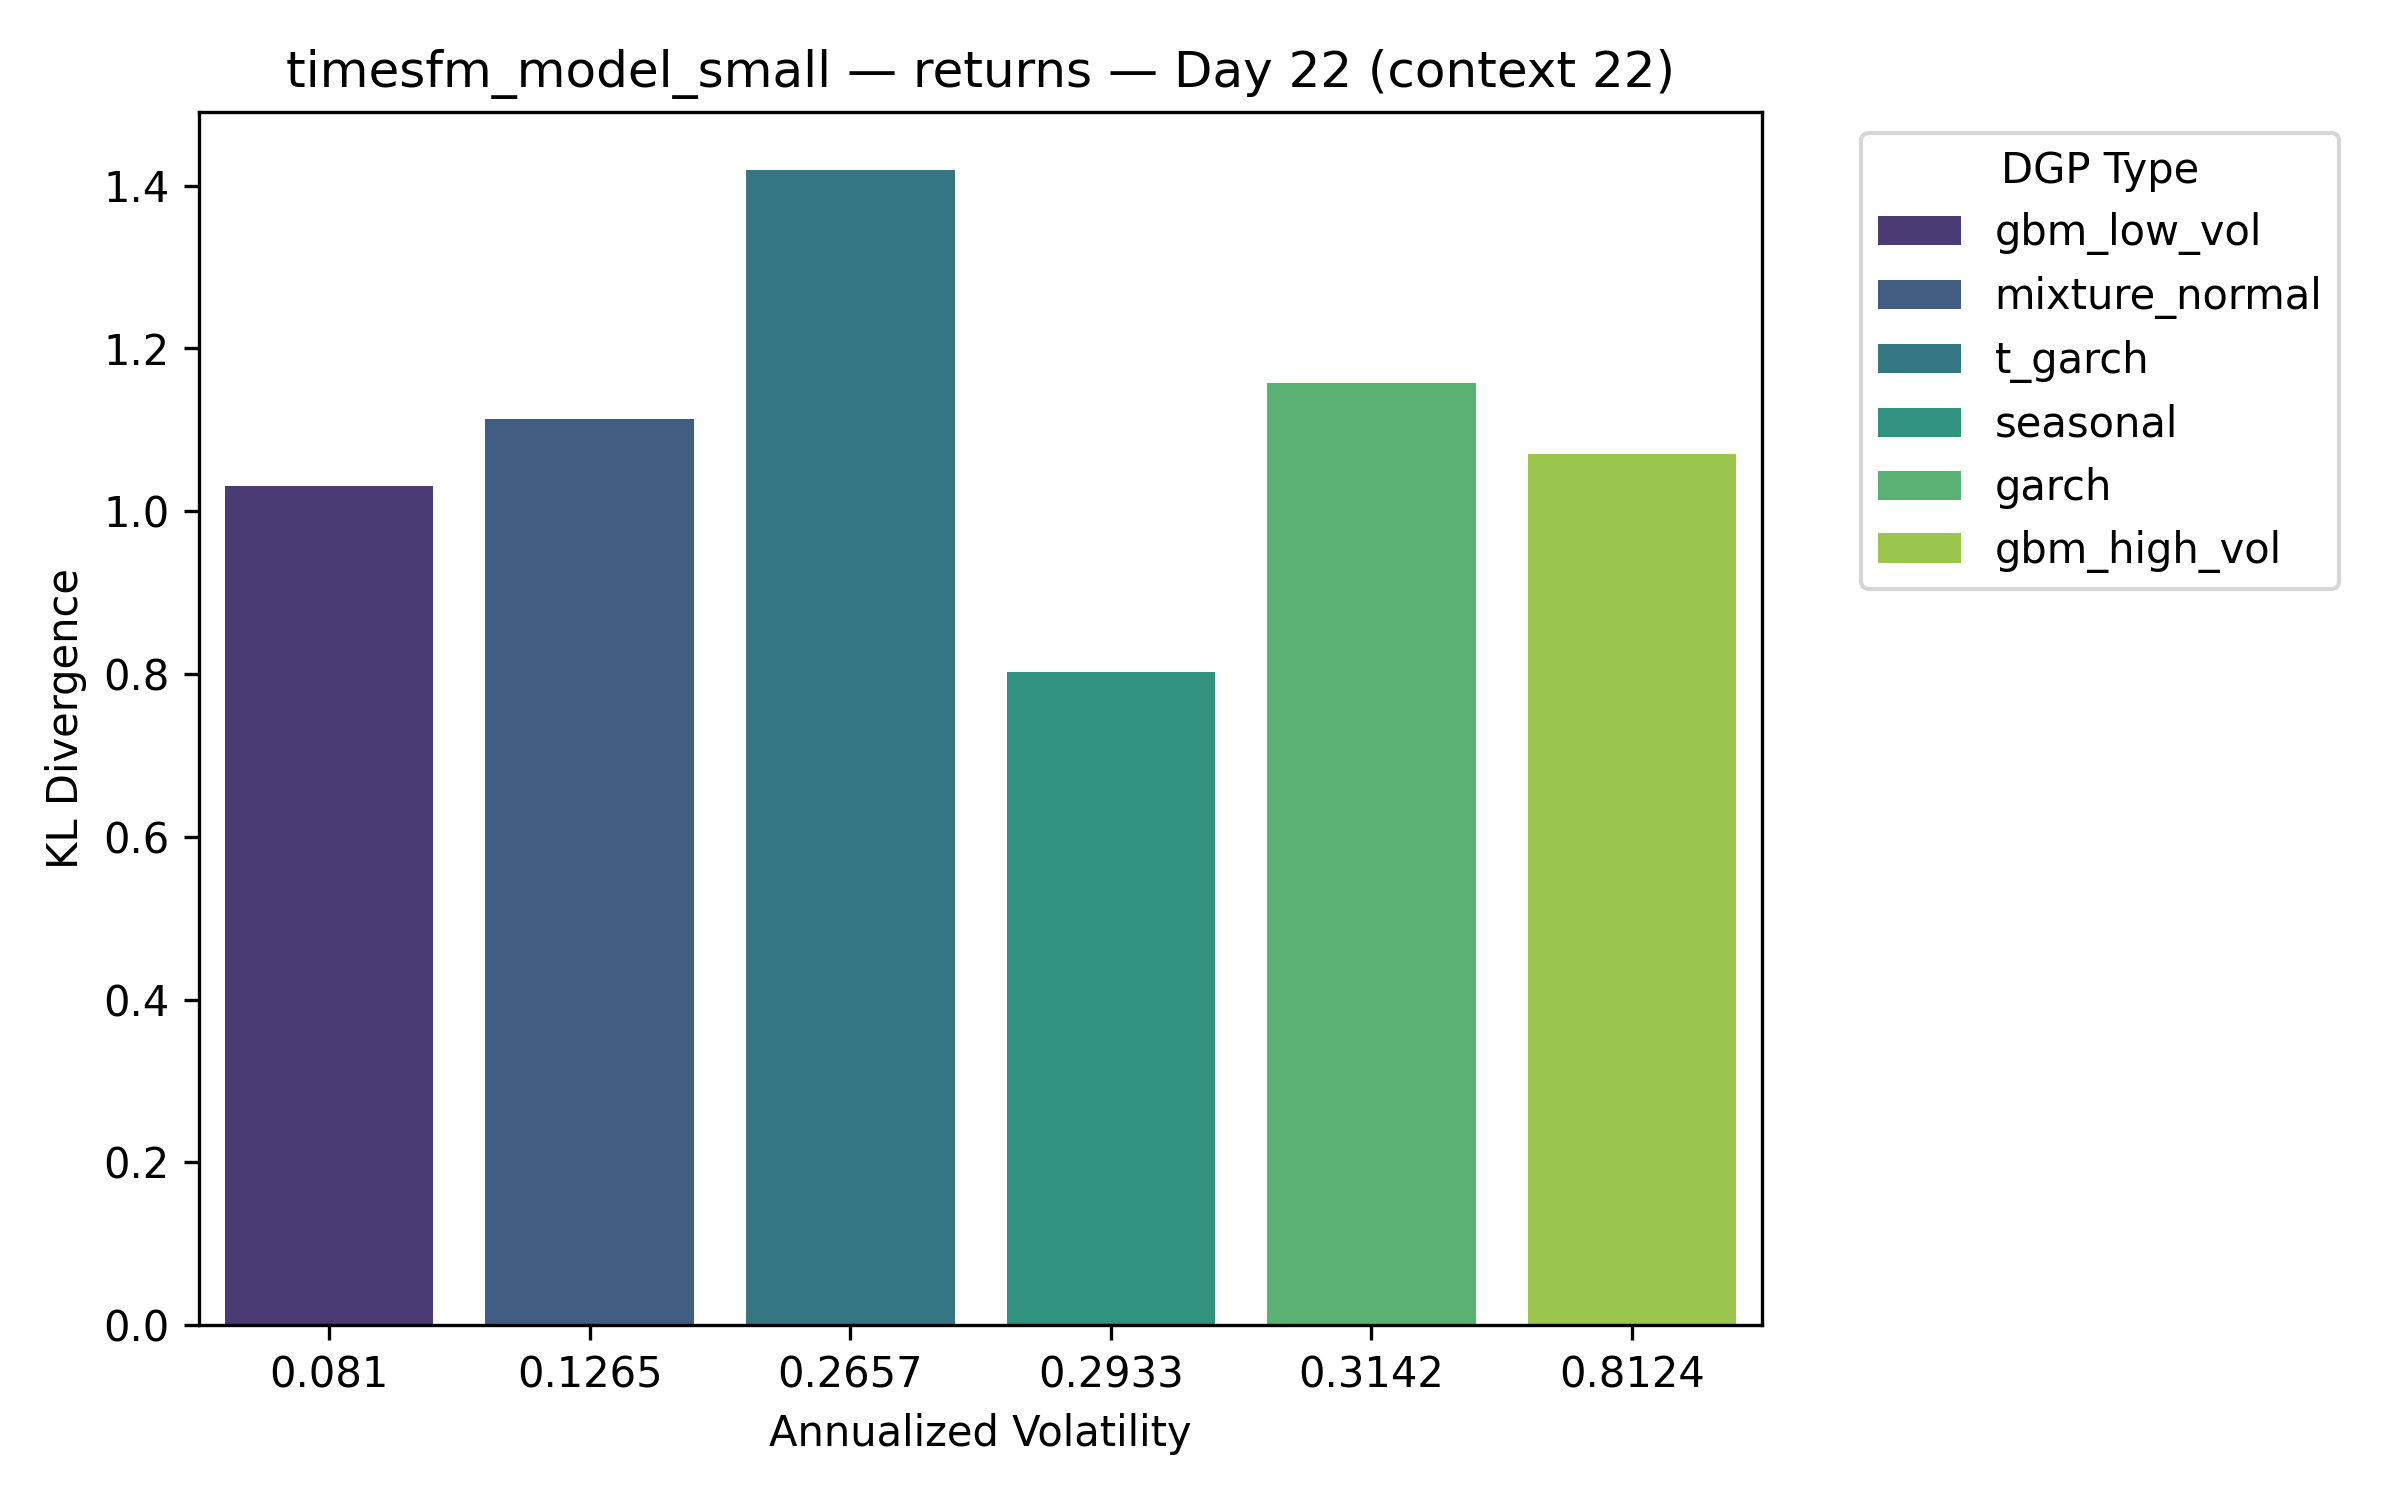 timesfm_model_small — returns — Day 22 (context 22)
KL Divergence
1.4
1.2
1.0
0.8
0.6
0.4
0.2
0.0
0.081 0.1265 0.2657 0.2933 0.3142 0.8124
Annualized Volatility
DGP Type
gbm_low_vol
mixture_normal
t_garch
seasonal
garch
gbm_high_vol